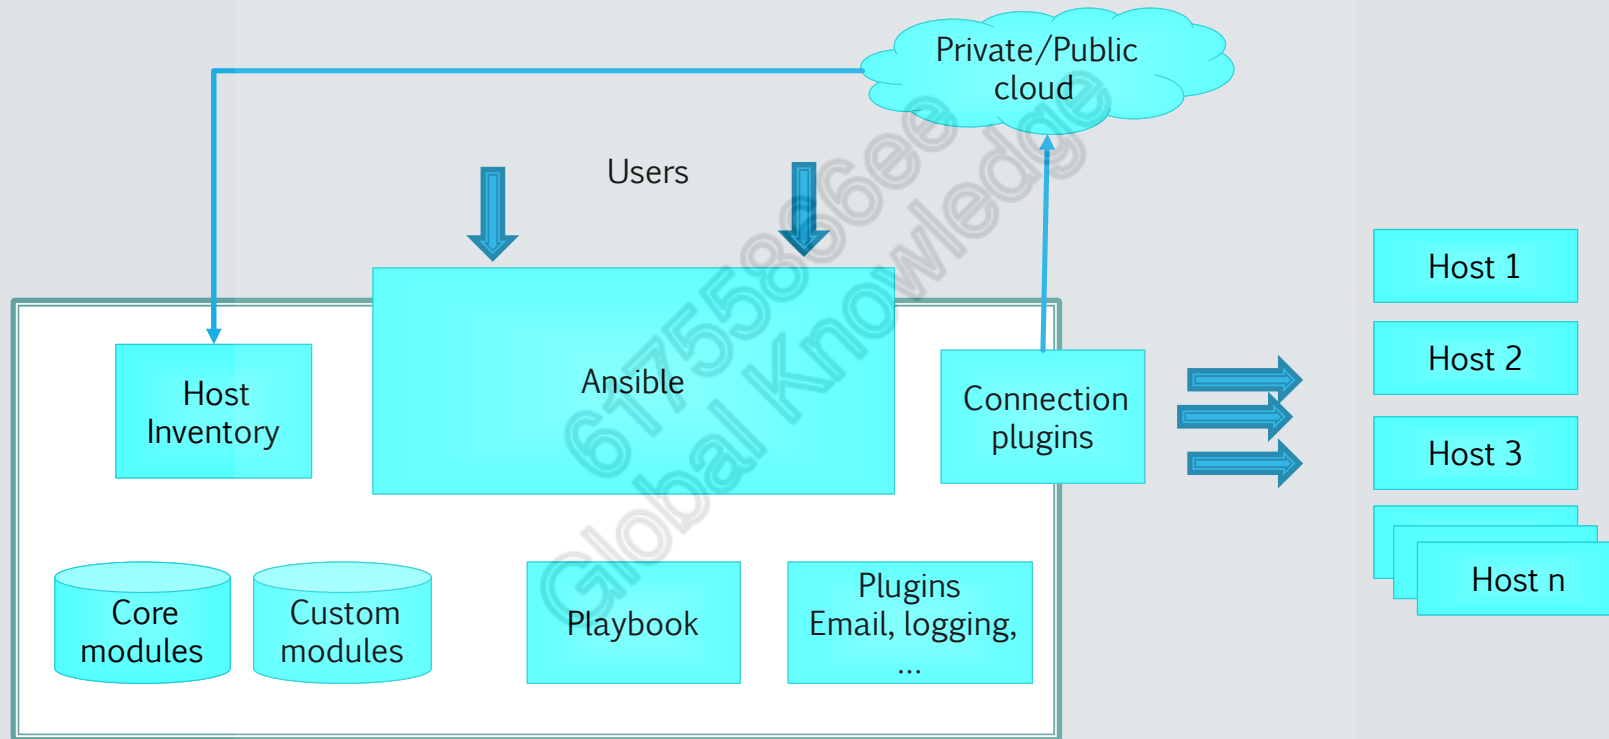 Private/Public
cloud
Users
Host
Inventory
Ansible
Connection
plugins
Host 1
Host 2
Host 3
Host n
Core
modules
Custom
modules
Playbook
Plugins
Email, logging,
...
61755866ee
Global Knowledge